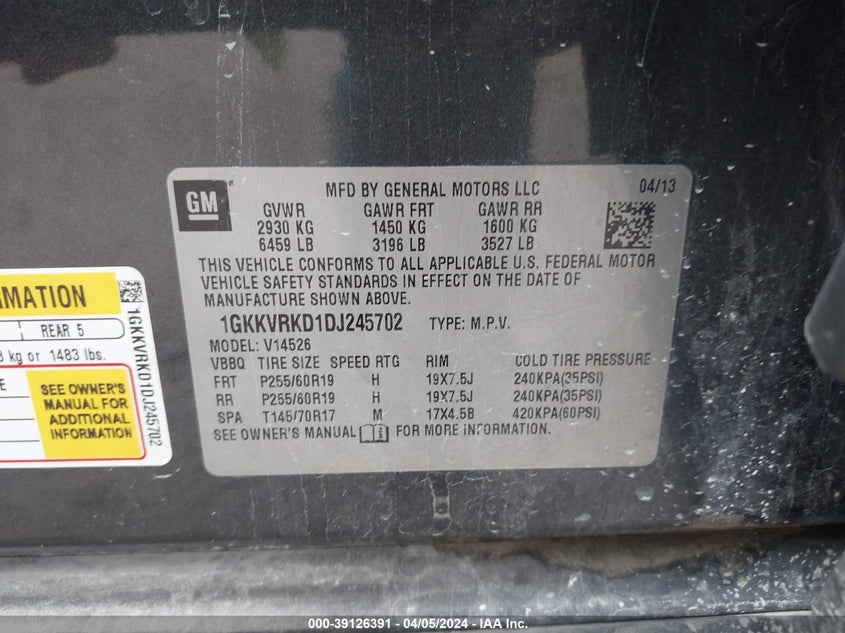 GM
MFD BY GENERAL MOTORS LLC 04/13
GVWR GAWR FRT GAWR RR
2930 KG 1450 KG 1600 KG
6459 LB 3196 LB 3527 LB
THIS VEHICLE CONFORMS TO ALL APPLICABLE U.S. FEDERAL MOTOR
VEHICLE SAFETY STANDARDS IN EFFECT ON THE DATE OF
MANUFACTURE SHOWN ABOVE.
1GKKVRKD1DJ245702 TYPE: M.P.V.
MODEL: V14526
VBBQ TIRE SIZE SPEED RTG RIM COLD TIRE PRESSURE
FRT P255/60R19 H 19X7.5J 240KPA(35PSI)
RR P255/60R19 H 19X7.5J 240KPA(35PSI)
SPA T145/70R17 M 17X4.5B 420KPA(60PSI)
SEE OWNER'S MANUAL FOR MORE INFORMATION.
REAR 5
kg or 1483 lbs.
SEE OWNER'S
MANUAL FOR
ADDITIONAL
INFORMATION
1GKKVRKD1DJ245702
000-39126391 - 04/05/2024 - IAA Inc.